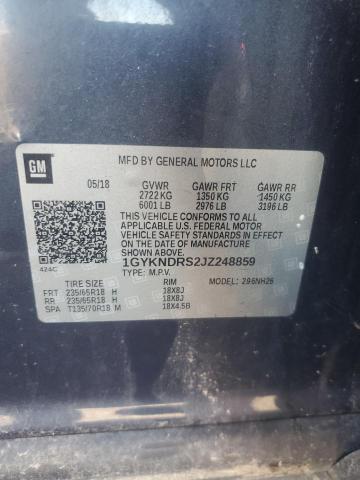 GM
MFD BY GENERAL MOTORS LLC
05/18 GVWR GAWR FRT GAWR RR
2722 KG 1350 KG 1450 KG
6001 LB 2976 LB 3196 LB
THIS VEHICLE CONFORMS TO ALL
APPLICABLE U.S. FEDERAL MOTOR
VEHICLE SAFETY STANDARDS IN EFFECT
ON THE DATE OF MANUFACTURE SHOWN ABOVE.
424C
1GYKNDRS2JZ248859
TYPE: M.P.V.
TIRE SIZE RIM MODEL: 296NH26
FRT 235/65R18 H 18X8J
RR 235/65R18 H 18X8J
SPA T135/70R18 M 18X4.5B